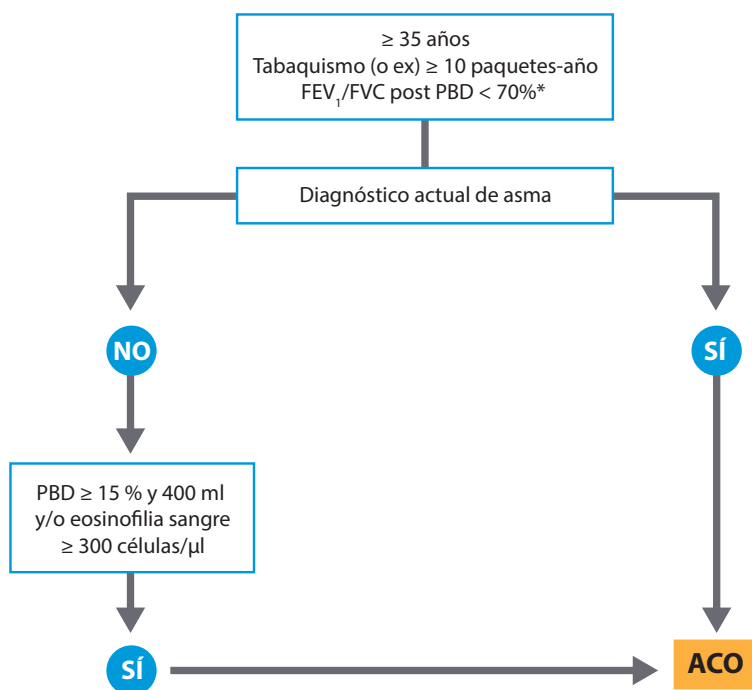 ≥ 35 años
Tabaquismo (o ex) ≥ 10 paquetes-año
FEV₁/FVC post PBD < 70%*
Diagnóstico actual de asma
NO
SÍ
PBD ≥ 15 % y 400 ml
y/o eosinofilia sangre
≥ 300 células/μl
SÍ
ACO